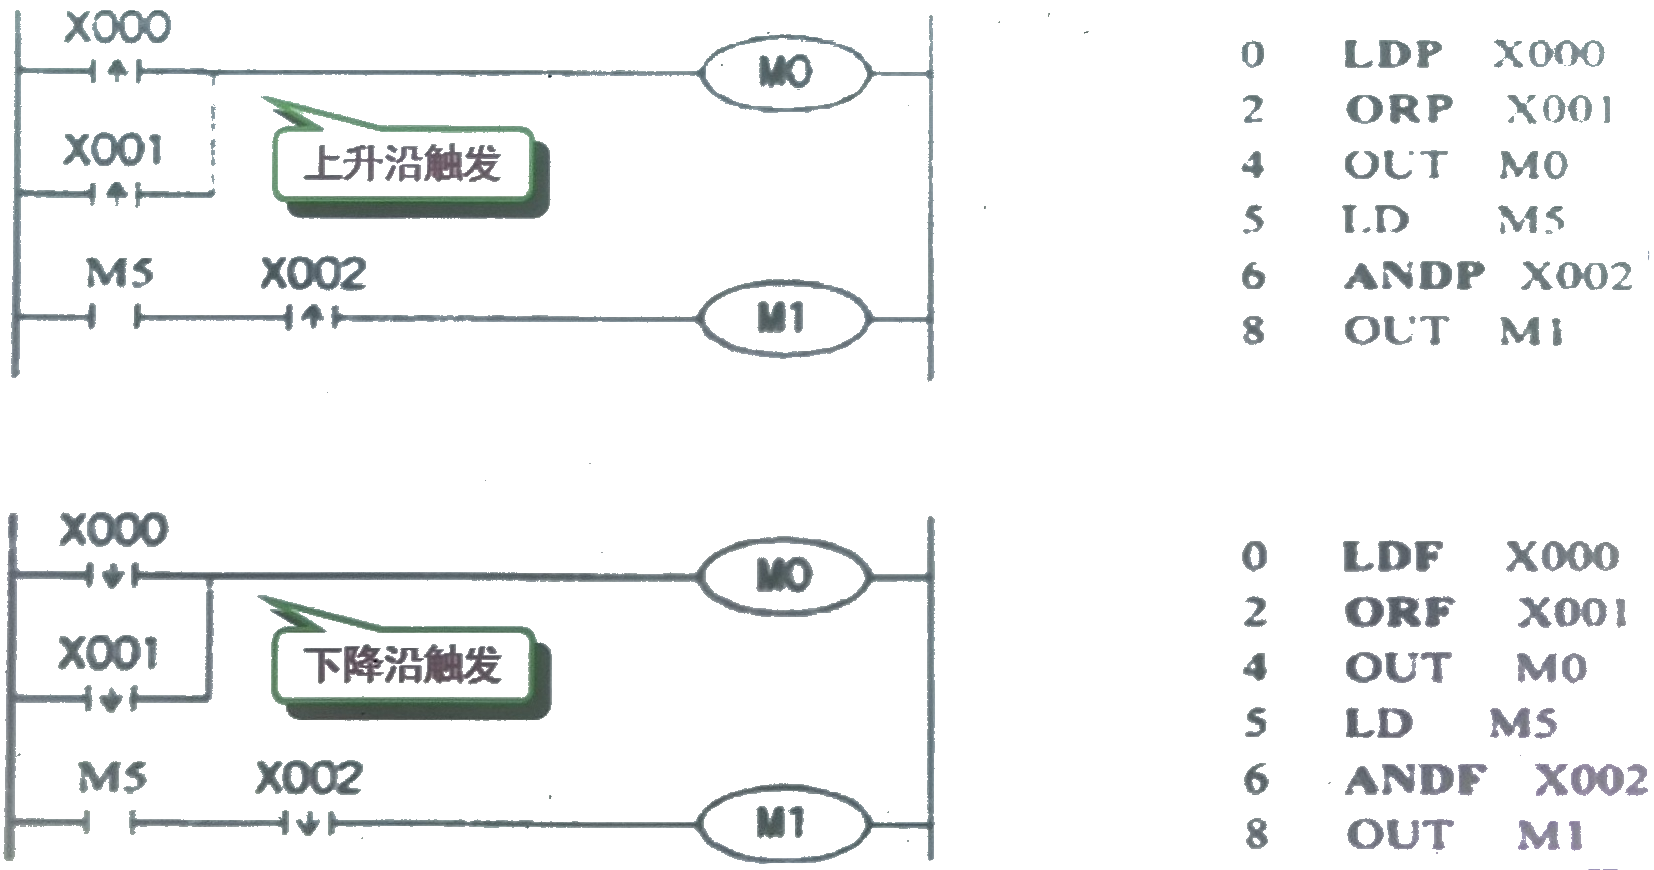 X000
M0
X001
上升沿触发
M5
X002
M1
0 LDP X000
2 ORP X001
4 OUT M0
5 LD M5
6 ANDP X002
8 OUT M1
X000
M0
X001
下降沿触发
M5
X002
M1
0 LDF X000
2 ORF X001
4 OUT M0
5 LD M5
6 ANDF X002
8 OUT M1